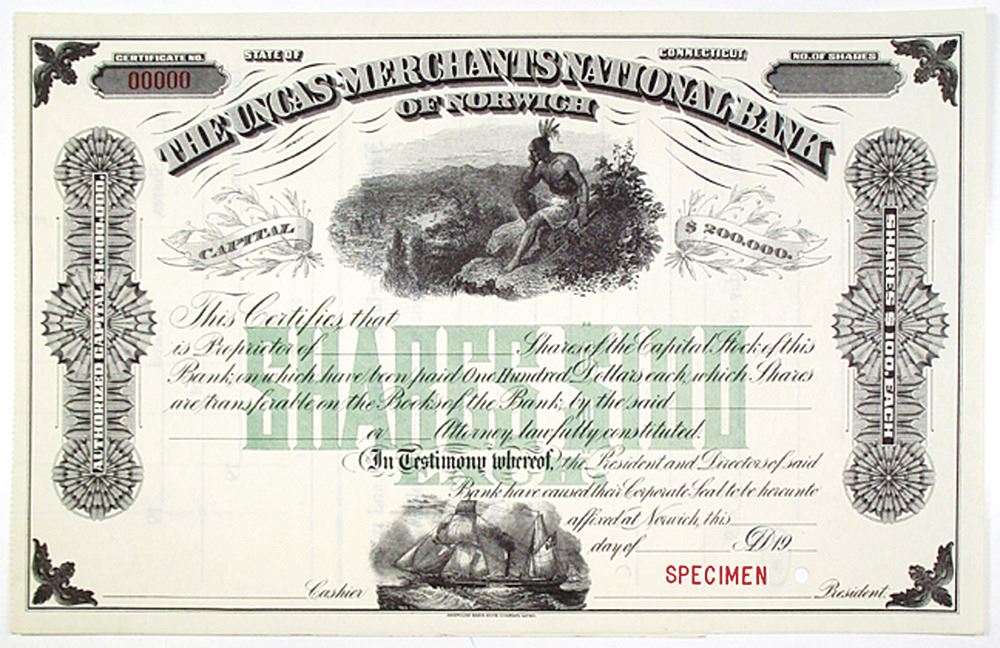 CERTIFICATE NO.
00000
STATE OF
CONNECTICUT
NO. OF SHARES
THE UNCAS-MERCHANTS NATIONAL BANK
OF NORWICH
CAPITAL
$ 200.000.
AUTHORIZED CAPITAL
SHARES $ 100. EACH
SHARES $100
EACH
This Certifies that
is Proprietor of Shares of the Capital Stock of this
Bank, on which have been paid One Hundred Dollars each, which Shares
are transferable on the Books of the Bank, by the said
or Attorney, lawfully constituted.
In Testimony whereof, the President and Directors of said
Bank have caused their Corporate Seal to be hereunto
affixed at Norwich, this
day of AD 19
SPECIMEN
Cashier
President.
AMERICAN BANK NOTE COMPANY